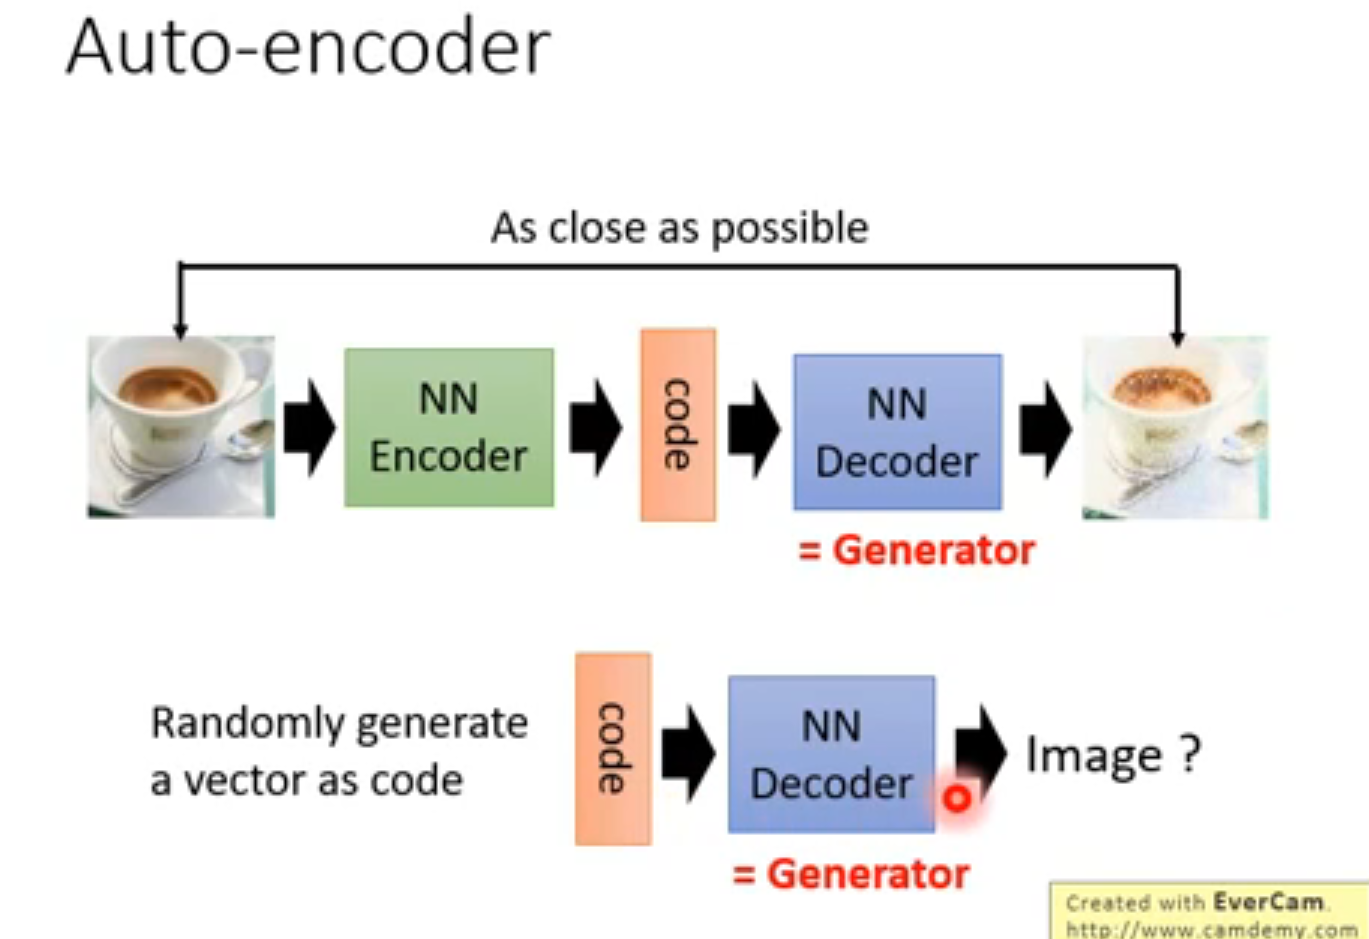 Auto-encoder
As close as possible
NN
Encoder
code
NN
Decoder
= Generator
Randomly generate
a vector as code
code
NN
Decoder
Image ?
= Generator
Created with EverCam.
http://www.camdemy.com